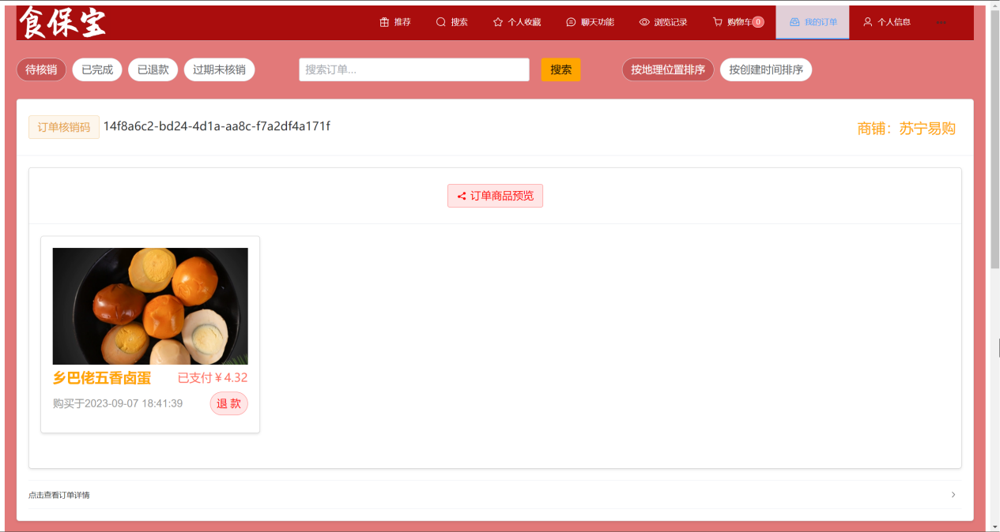 食保宝
推荐 搜索 个人收藏 聊天功能 浏览记录 购物车 0 我的订单 个人信息 ...
待核销 已完成 已退款 过期未核销 搜索订单... 搜索 按地理位置排序 按创建时间排序
订单核销码 14f8a6c2-bd24-4d1a-aa8c-f7a2df4a171f 商铺：苏宁易购
订单商品预览
乡巴佬五香卤蛋 已支付￥4.32
购买于2023-09-07 18:41:39 退 款
点击查看订单详情